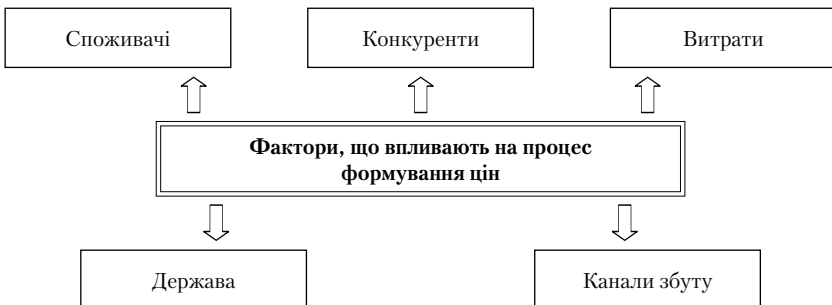 Споживачі
Конкуренти
Витрати
Фактори, що впливають на процес
формування цін
Держава
Канали збуту